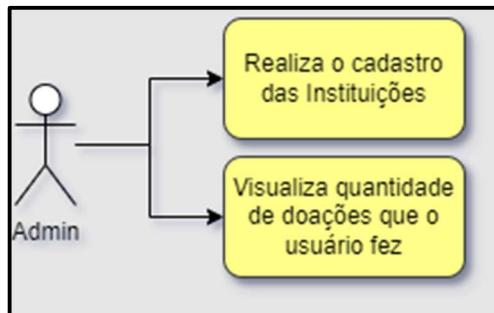 Realiza o cadastro
das Instituições
Visualiza quantidade
de doações que o
usuário fez
Admin